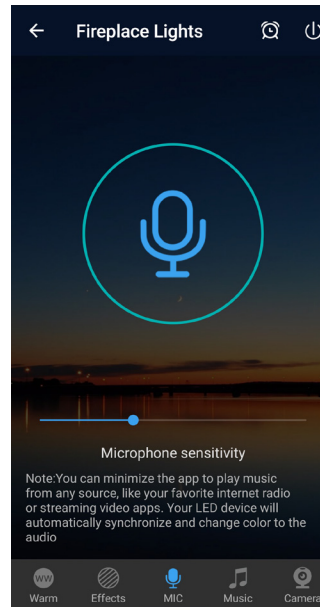 Fireplace Lights
Microphone sensitivity
Note:You can minimize the app to play music
from any source, like your favorite internet radio
or streaming video apps. Your LED device will
automatically synchronize and change color to the
audio
WW
Warm Effects MIC Music Camera